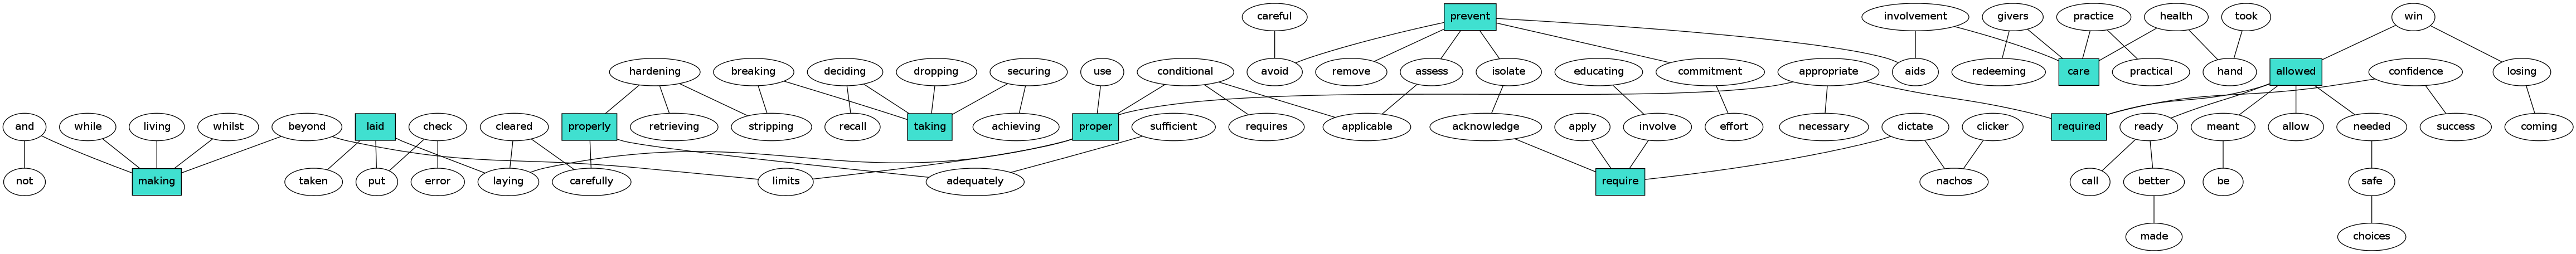 careful prevent involvement givers practice health took win
hardening breaking deciding dropping securing use conditional avoid remove assess isolate educating commitment appropriate aids redeeming care practical hand allowed confidence losing
and while living whilst beyond laid check cleared properly retrieving stripping recall taking achieving proper sufficient requires applicable acknowledge apply involve effort necessary dictate clicker required ready meant allow needed success coming
not making taken put error laying carefully limits adequately require nachos call better be safe
made choices